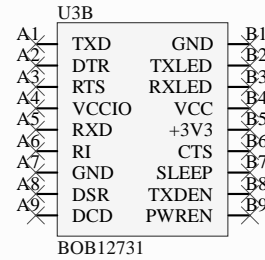 U3B
A1 TXD GND B1
A2 DTR TXLED B2
A3 RTS RXLED B3
A4 VCCIO VCC B4
A5 RXD +3V3 B5
A6 RI CTS B6
A7 GND SLEEP B7
A8 DSR TXDEN B8
A9 DCD PWREN B9
BOB12731